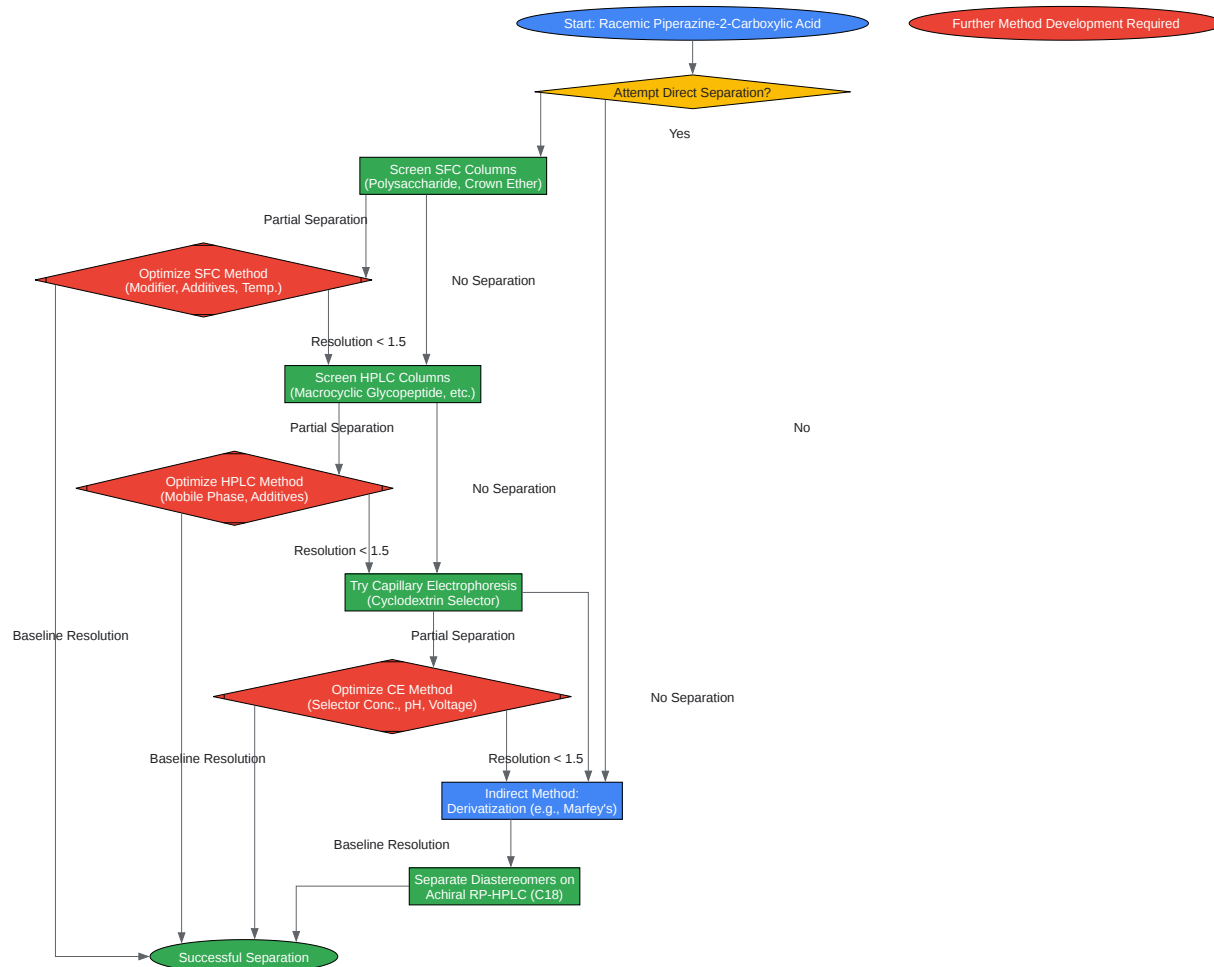 Start: Racemic Piperazine-2-Carboxylic Acid
Further Method Development Required
Attempt Direct Separation?
Yes
Screen SFC Columns
(Polysaccharide, Crown Ether)
Partial Separation
Optimize SFC Method
(Modifier, Additives, Temp.)
No Separation
Resolution < 1.5
Screen HPLC Columns
(Macrocyclic Glycopeptide, etc.)
Partial Separation
No
Optimize HPLC Method
(Mobile Phase, Additives)
No Separation
Resolution < 1.5
Try Capillary Electrophoresis
(Cyclodextrin Selector)
Baseline Resolution
Partial Separation
Optimize CE Method
(Selector Conc., pH, Voltage)
No Separation
Baseline Resolution
Resolution < 1.5
Indirect Method:
Derivatization (e.g., Marfey's)
Baseline Resolution
Separate Diastereomers on
Achiral RP-HPLC (C18)
Successful Separation